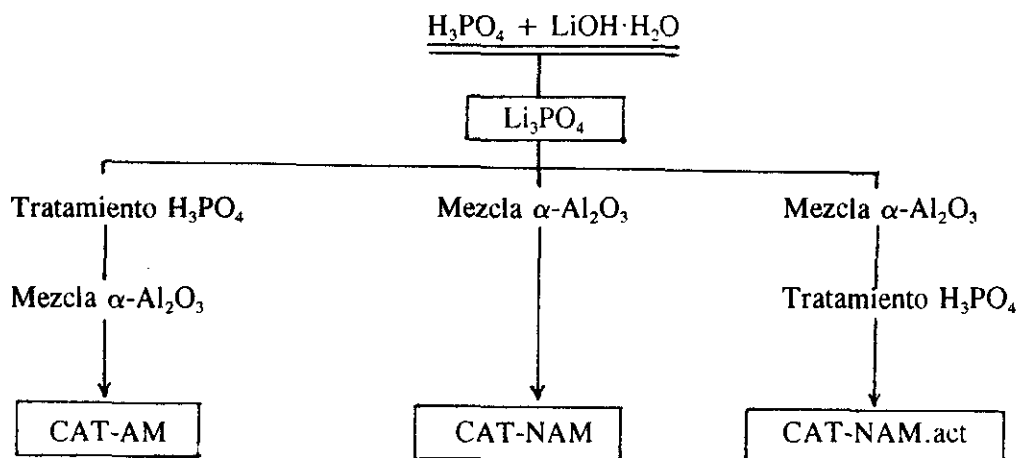 H₃PO₄ + LiOH·H₂O
Li₃PO₄
Tratamiento H₃PO₄
Mezcla α-Al₂O₃
CAT-AM
Mezcla α-Al₂O₃
CAT-NAM
Mezcla α-Al₂O₃
Tratamiento H₃PO₄
CAT-NAM.act